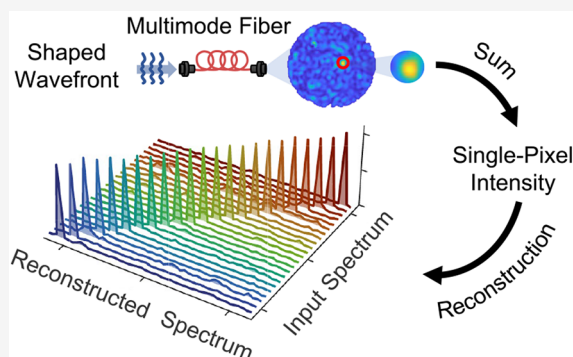 Multimode Fiber
Shaped
Wavefront
Sum
Single-Pixel
Intensity
Reconstruction
Input Spectrum
Reconstructed Spectrum